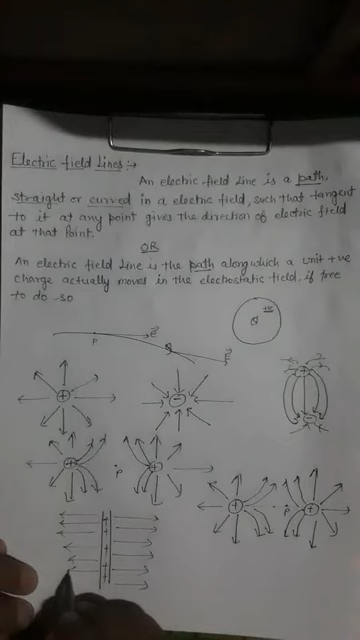 Electric field Lines :→
An electric field Line is a path,
straight or curved in a electric field, such that tangent
to it at any point gives the direction of electric field
at that Point.
OR
An electric field Line is the path along which a unit +ve
charge actually moves in the electrostatic field, if free
to do so
+ve
Q
E
P
Q
E
+
-
+
-
+
P
+
+
P
+
+
+
+
+